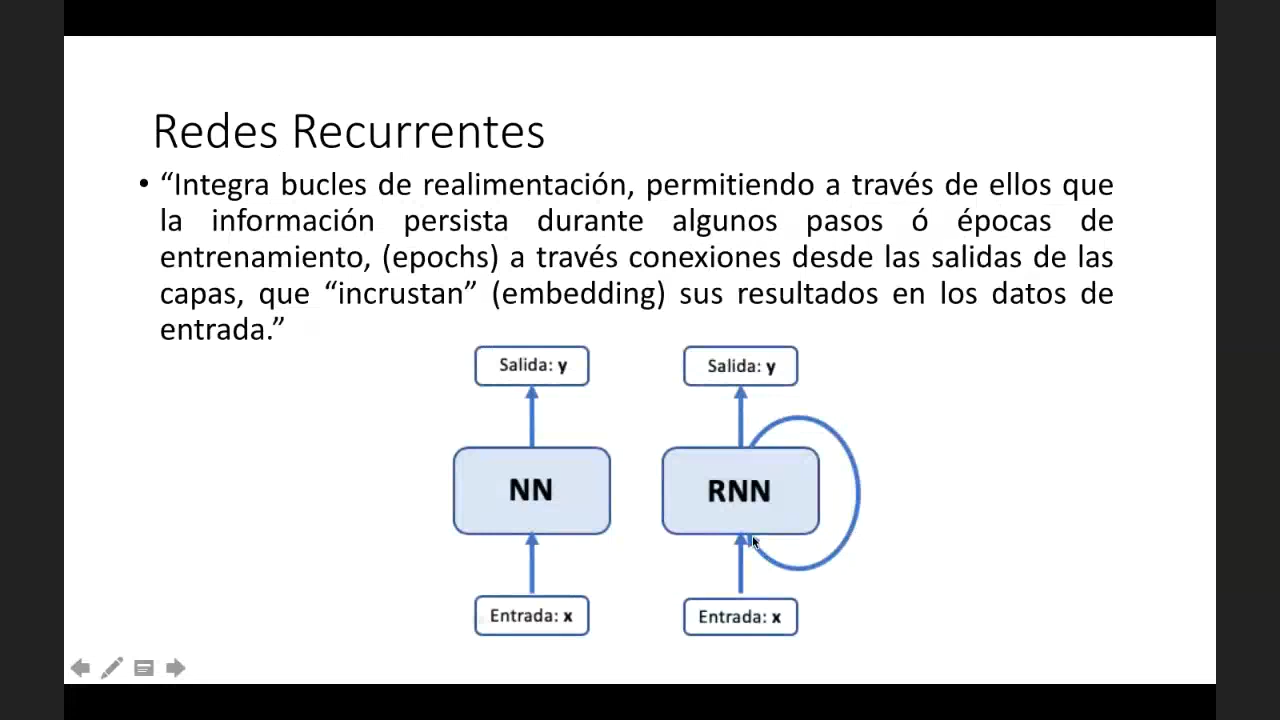 Redes Recurrentes
• “Integra bucles de realimentación, permitiendo a través de ellos que
la información persista durante algunos pasos ó épocas de
entrenamiento, (epochs) a través conexiones desde las salidas de las
capas, que “incrustan” (embedding) sus resultados en los datos de
entrada.”
Salida: y
Salida: y
NN
RNN
Entrada: x
Entrada: x